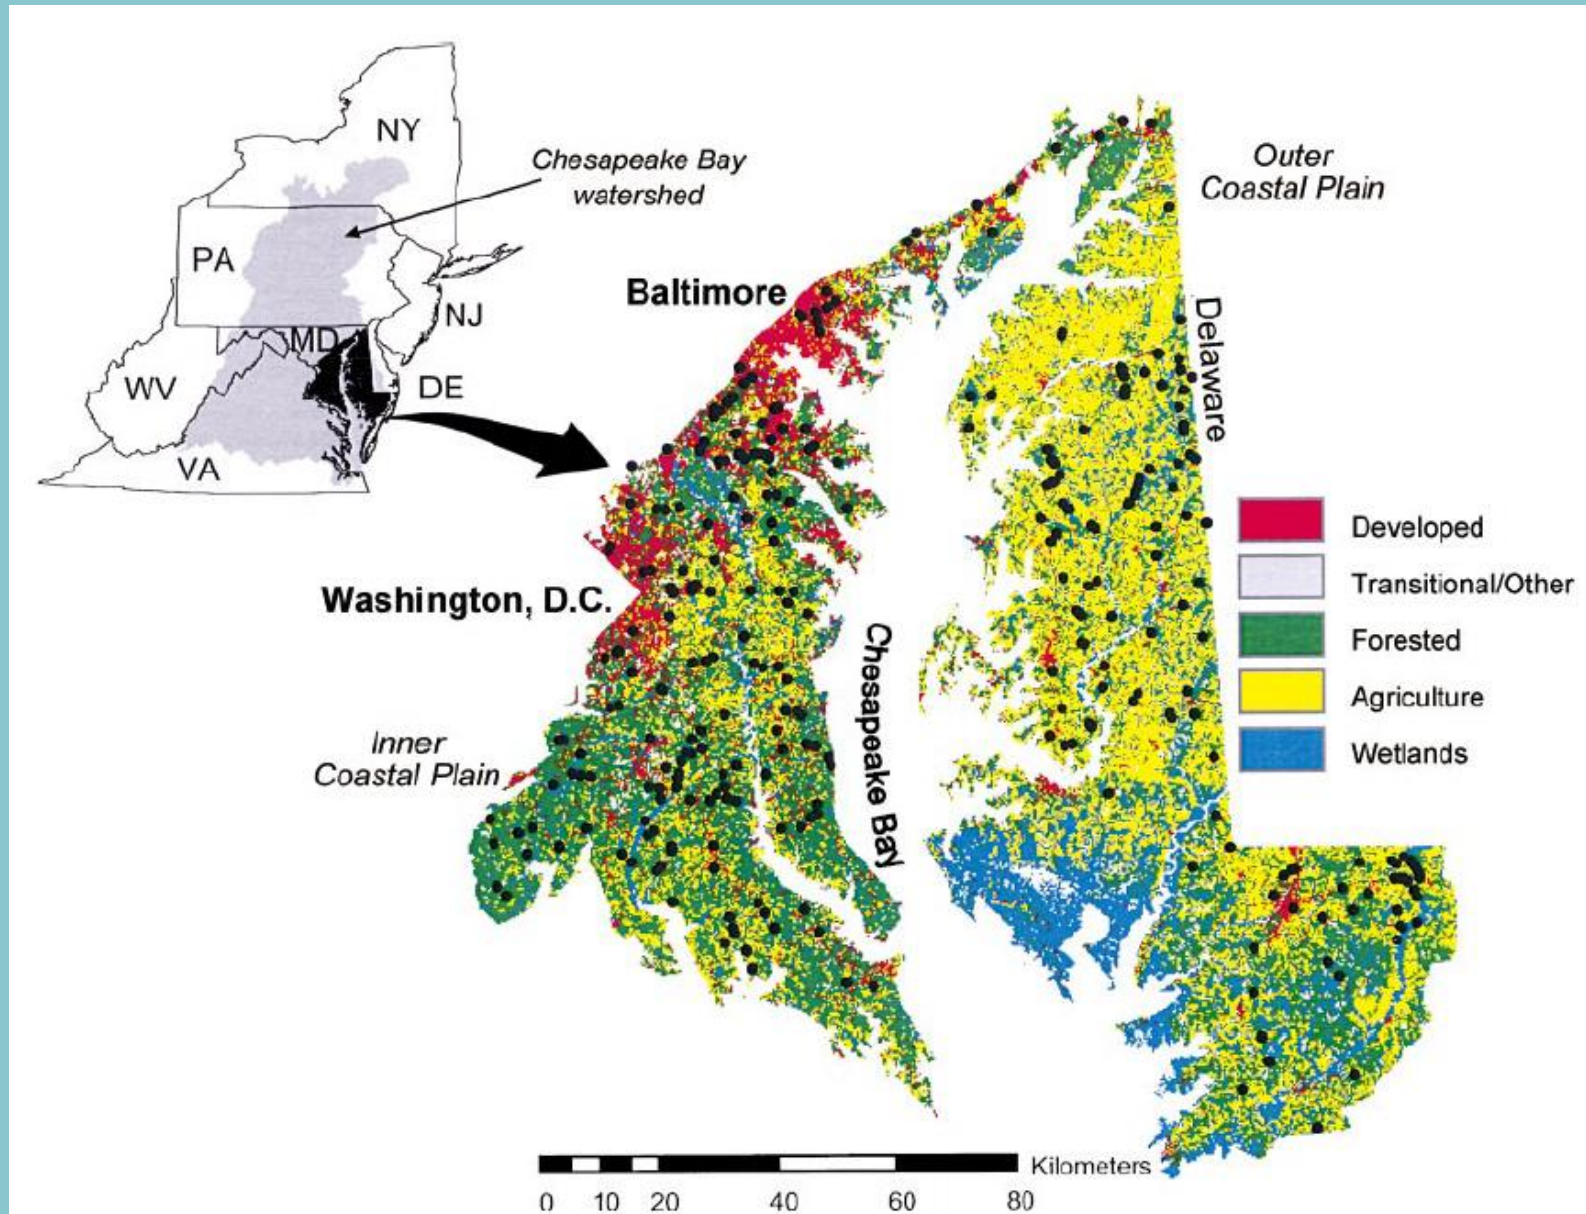 NY
Chesapeake Bay
watershed
PA
NJ
MD
WV
DE
VA
Outer
Coastal Plain
Baltimore
Delaware
Washington, D.C.
Chesapeake Bay
Inner
Coastal Plain
Developed
Transitional/Other
Forested
Agriculture
Wetlands
Kilometers
0 10 20 40 60 80